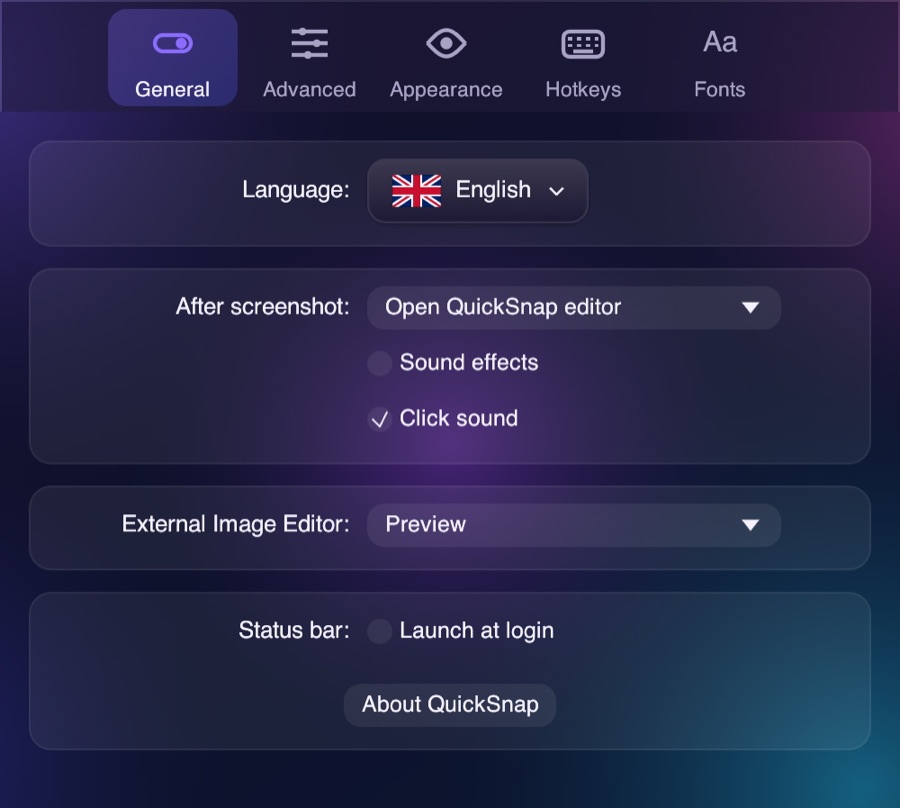 General
Advanced
Appearance
Hotkeys
Aa
Fonts
Language: English
After screenshot: Open QuickSnap editor
Sound effects
Click sound
External Image Editor: Preview
Status bar: Launch at login
About QuickSnap